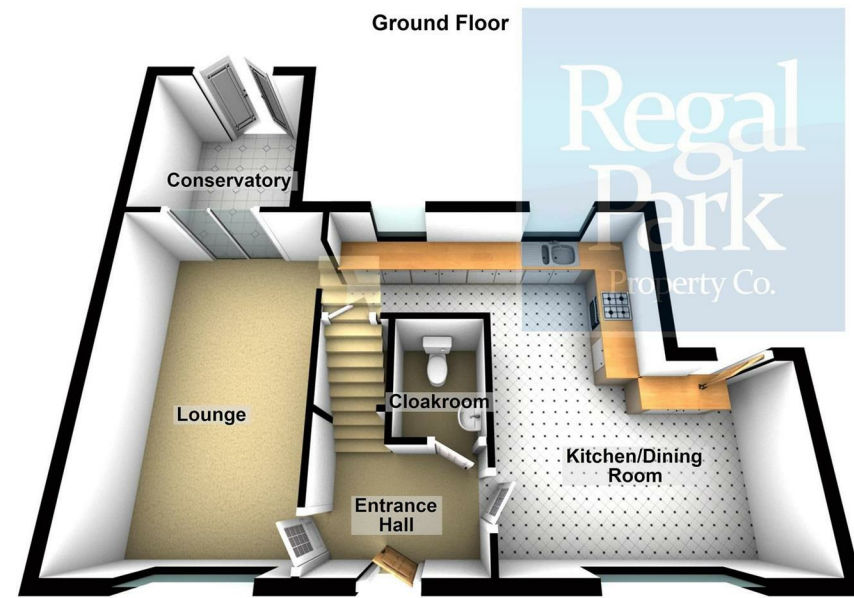 Ground Floor
Regal
Park
Property Co.
Conservatory
Lounge
Cloakroom
Kitchen/Dining
Room
Entrance
Hall